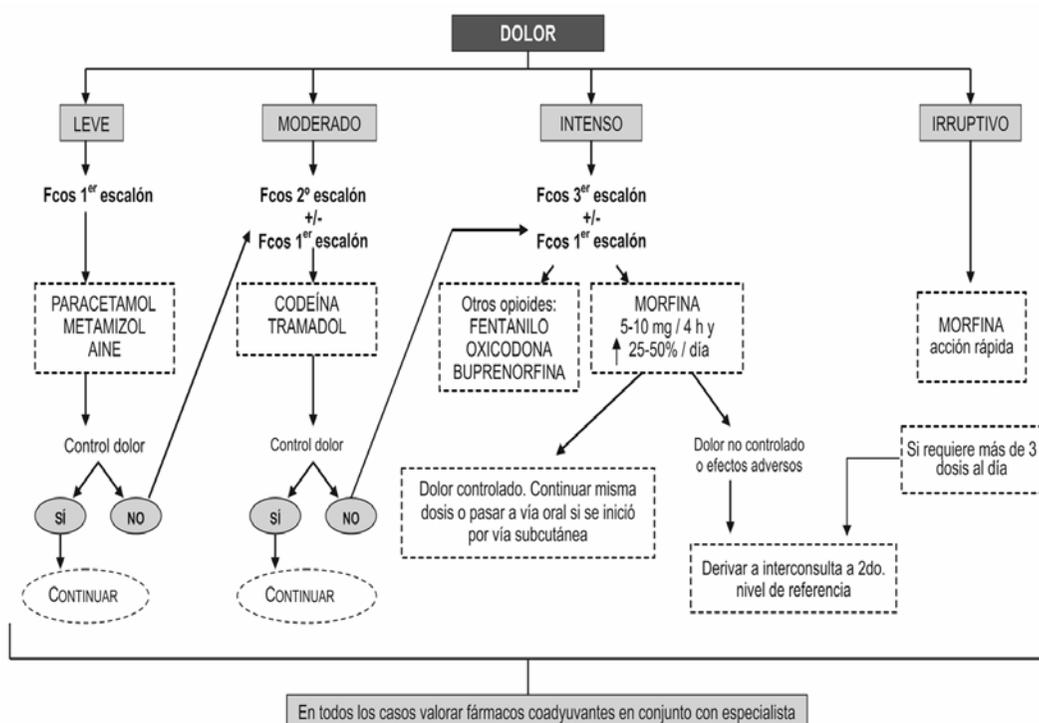 DOLOR
LEVE
MODERADO
INTENSO
IRRUPTIVO
Fcos 1er escalón
Fcos 2º escalón
+/-
Fcos 1er escalón
Fcos 3er escalón
+/-
Fcos 1er escalón
PARACETAMOL
METAMIZOL
AINE
CODEÍNA
TRAMADOL
Otros opioides:
FENTANILO
OXICODONA
BUPRENORFINA
MORFINA
5-10 mg / 4 h y
25-50% / día
MORFINA
acción rápida
Control dolor
SÍ
NO
CONTINUAR
Control dolor
SÍ
NO
CONTINUAR
Dolor controlado. Continuar misma
dosis o pasar a vía oral si se inició
por vía subcutánea
Dolor no controlado
o efectos adversos
Si requiere más de 3
dosis al día
Derivar a interconsulta a 2do.
nivel de referencia
En todos los casos valorar fármacos coadyuvantes en conjunto con especialista